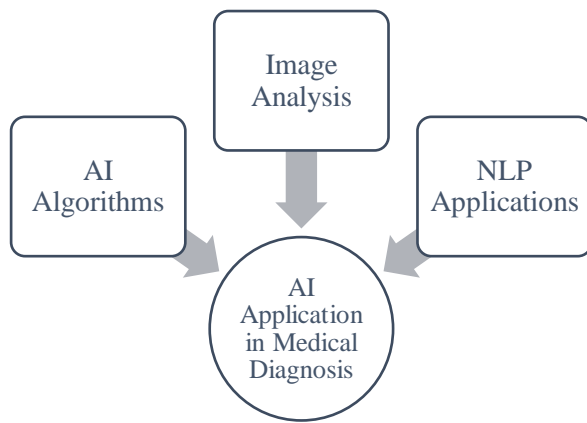 Image
Analysis
AI
Algorithms
NLP
Applications
AI
Application
in Medical
Diagnosis